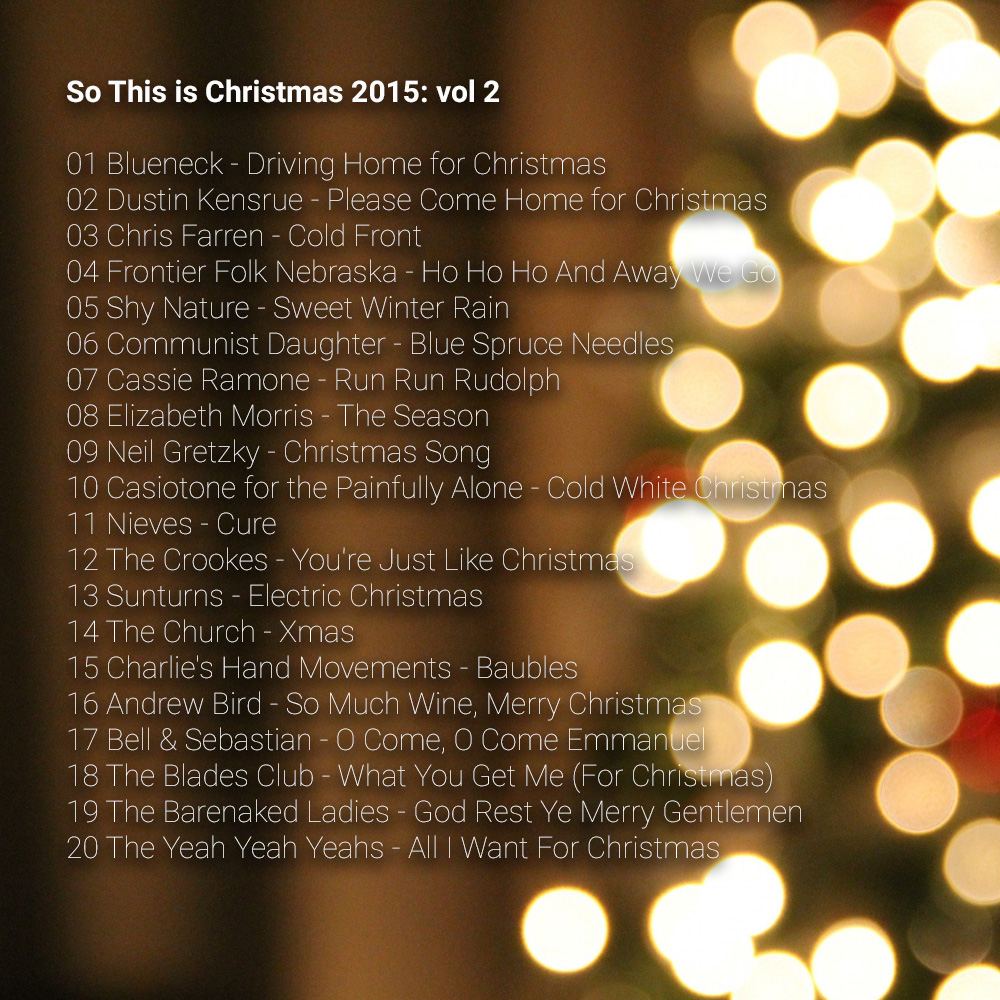 So This is Christmas 2015: vol 2
01 Blueneck - Driving Home for Christmas
02 Dustin Kensrue - Please Come Home for Christmas
03 Chris Farren - Cold Front
04 Frontier Folk Nebraska - Ho Ho Ho And Away We Go
05 Shy Nature - Sweet Winter Rain
06 Communist Daughter - Blue Spruce Needles
07 Cassie Ramone - Run Run Rudolph
08 Elizabeth Morris - The Season
09 Neil Gretzky - Christmas Song
10 Casiotone for the Painfully Alone - Cold White Christmas
11 Nieves - Cure
12 The Crookes - You're Just Like Christmas
13 Sunturns - Electric Christmas
14 The Church - Xmas
15 Charlie's Hand Movements - Baubles
16 Andrew Bird - So Much Wine, Merry Christmas
17 Bell & Sebastian - O Come, O Come Emmanuel
18 The Blades Club - What You Get Me (For Christmas)
19 The Barenaked Ladies - God Rest Ye Merry Gentlemen
20 The Yeah Yeah Yeahs - All I Want For Christmas